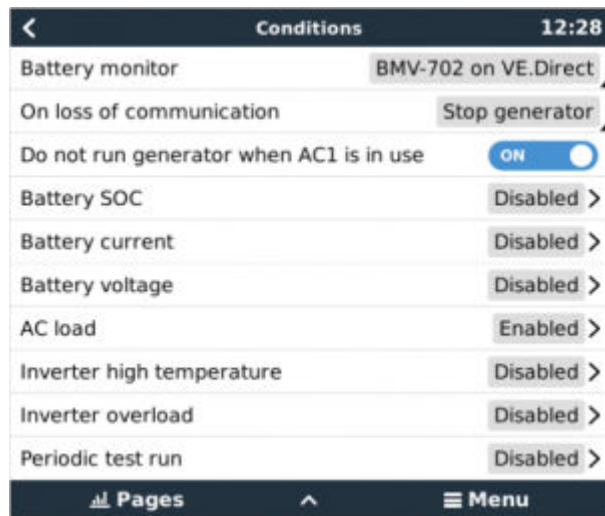 Conditions 12:28
Battery monitor BMV-702 on VE.Direct
On loss of communication Stop generator
Do not run generator when AC1 is in use ON
Battery SOC Disabled
Battery current Disabled
Battery voltage Disabled
AC load Enabled
Inverter high temperature Disabled
Inverter overload Disabled
Periodic test run Disabled
Pages Menu